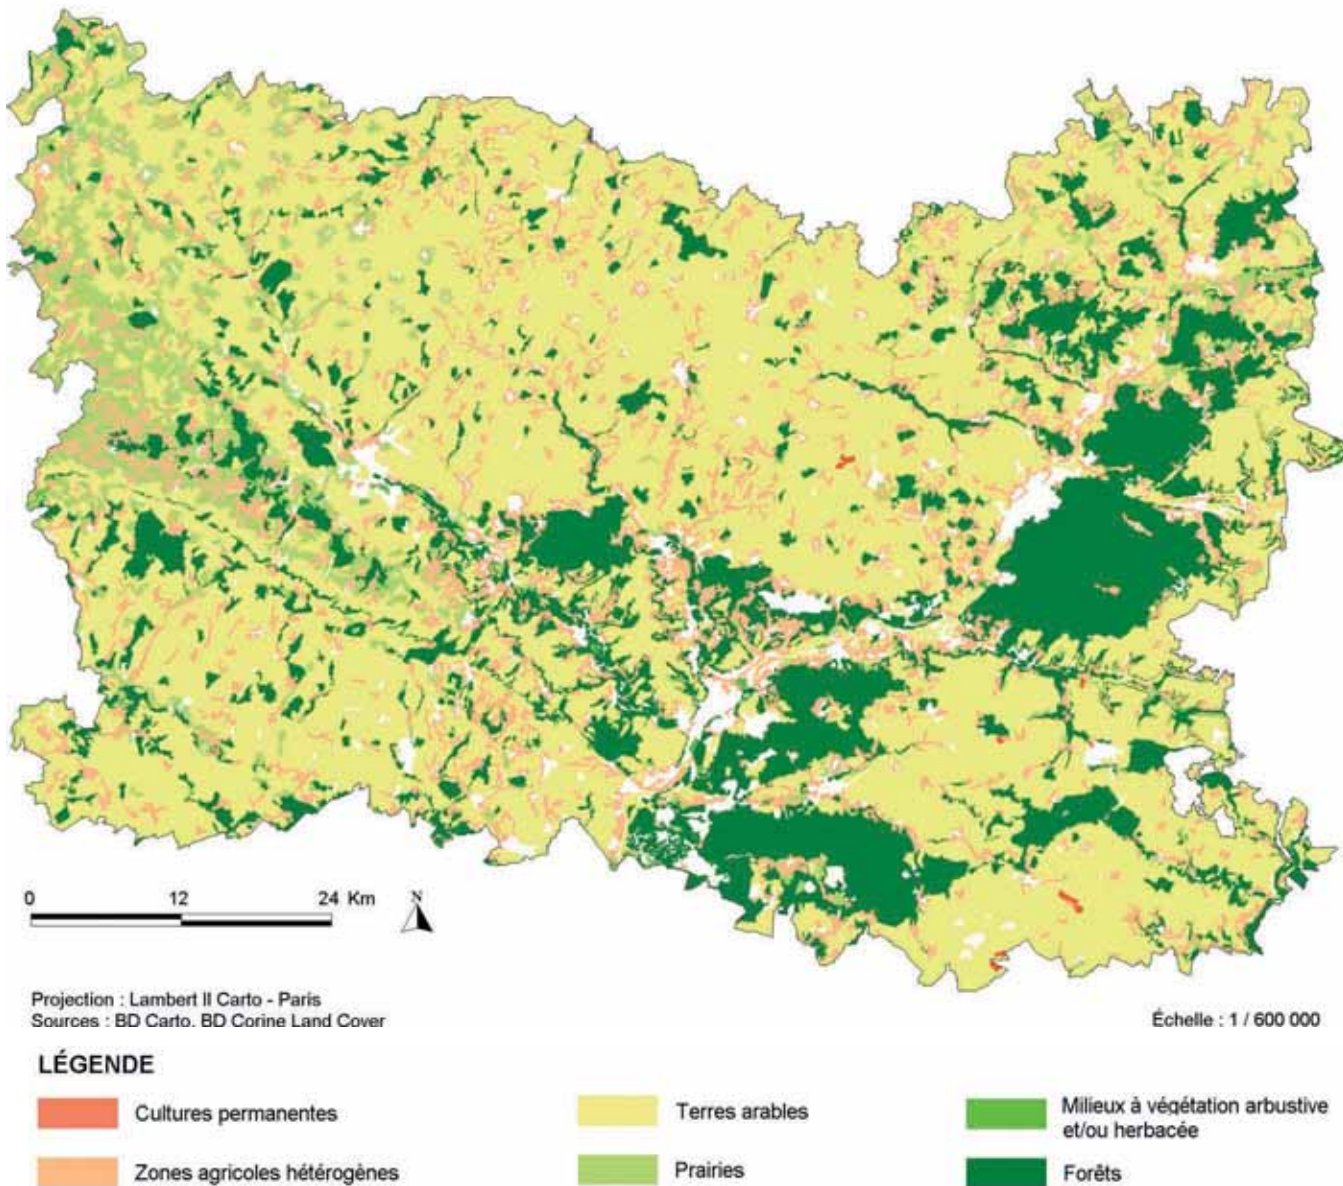 0 12 24 Km
N
Projection : Lambert II Carto - Paris
Sources : BD Carto, BD Corine Land Cover
Échelle : 1 / 600 000
LÉGENDE
Cultures permanentes
Terres arables
Milieux à végétation arbustive
et/ou herbacée
Zones agricoles hétérogènes
Prairies
Forêts